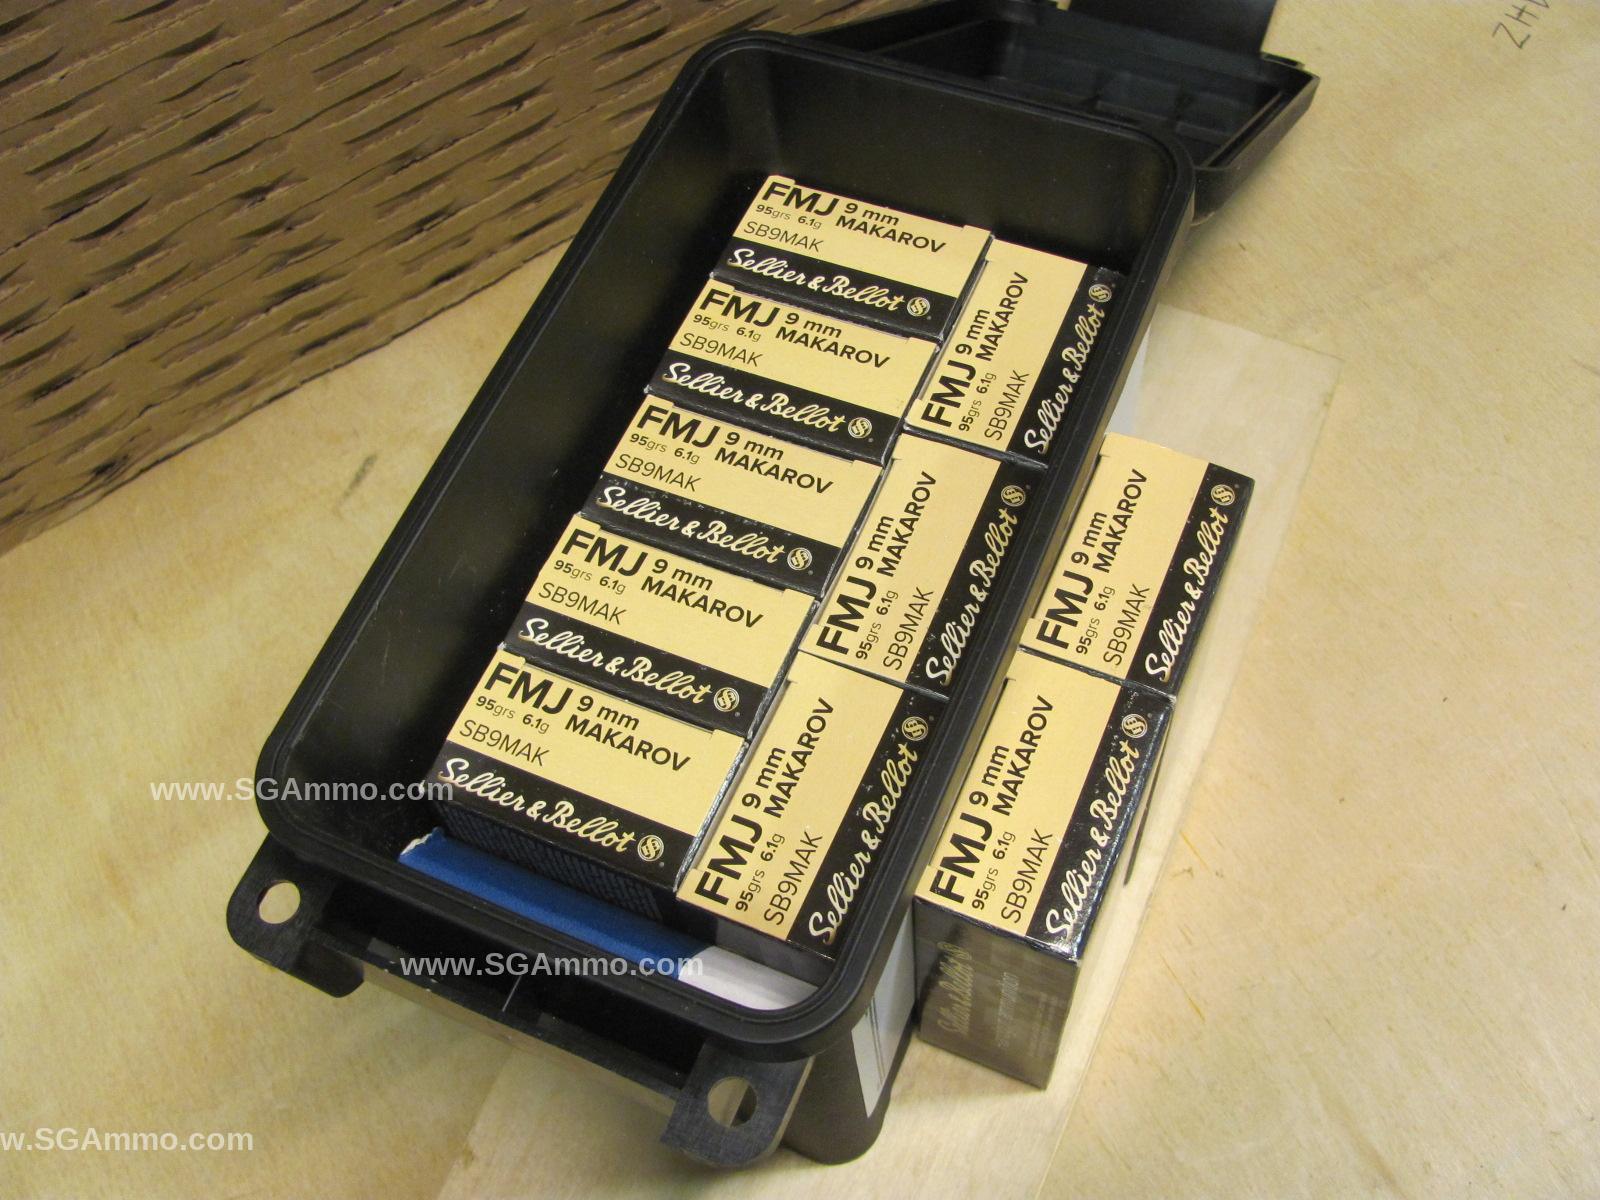 FMJ 9 mm
MAKAROV
95grs 6.1g
SB9MAK
Sellier & Bellot
FMJ 9 mm
MAKAROV
95grs 6.1g
SB9MAK
Sellier & Bellot
FMJ 9 mm
MAKAROV
95grs 6.1g
SB9MAK
Sellier & Bellot
FMJ 9 mm
MAKAROV
95grs 6.1g
SB9MAK
Sellier & Bellot
FMJ 9 mm
MAKAROV
95grs 6.1g
SB9MAK
Sellier & Bellot
FMJ 9 mm
MAKAROV
95grs 6.1g
SB9MAK
Sellier & Bellot
FMJ 9 mm
MAKAROV
95grs 6.1g
SB9MAK
Sellier & Bellot
FMJ 9 mm
MAKAROV
95grs 6.1g
SB9MAK
Sellier & Bellot
FMJ 9 mm
MAKAROV
95grs 6.1g
SB9MAK
Sellier & Bellot
FMJ 9 mm
MAKAROV
95grs 6.1g
SB9MAK
Sellier & Bellot
Sellier & Bellot
www.SGAmmo.com
www.SGAmmo.com
w.SGAmmo.com